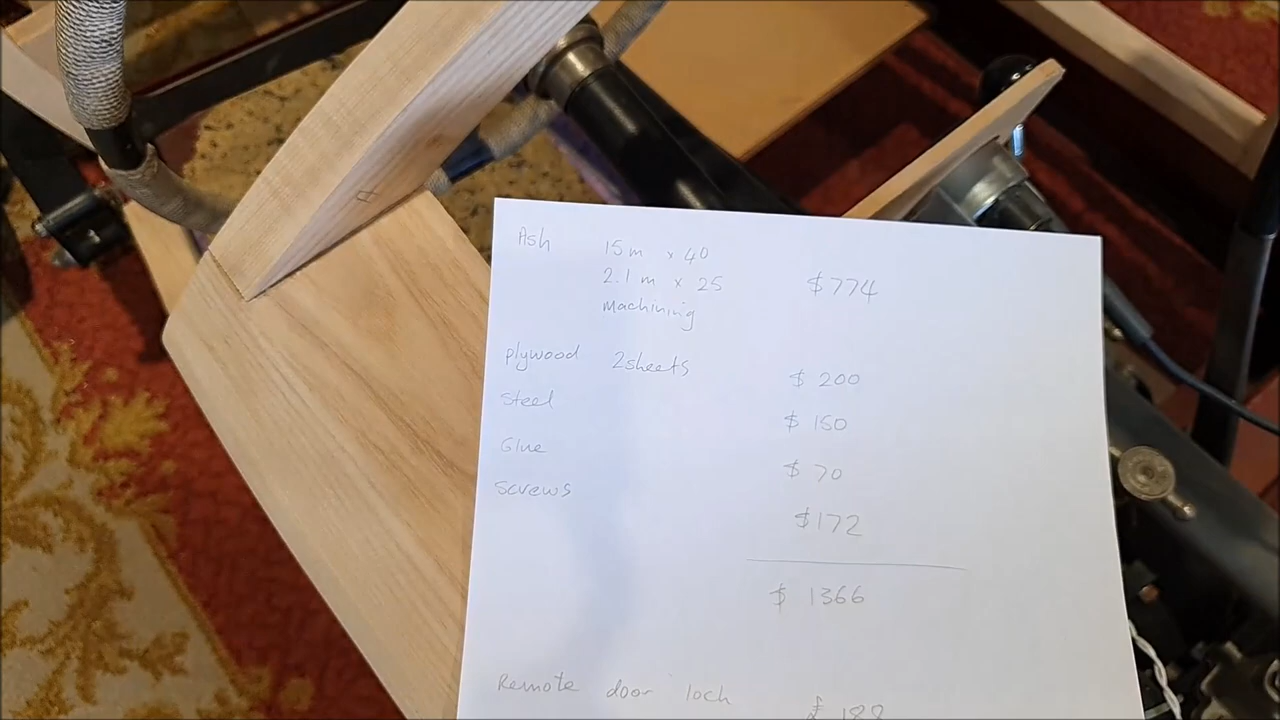 Ash 15m x 40
2.1m x 25 $774
Machining
plywood 2sheets $200
Steel $150
Glue $70
Screws $172
$1366
Remote door lock £188